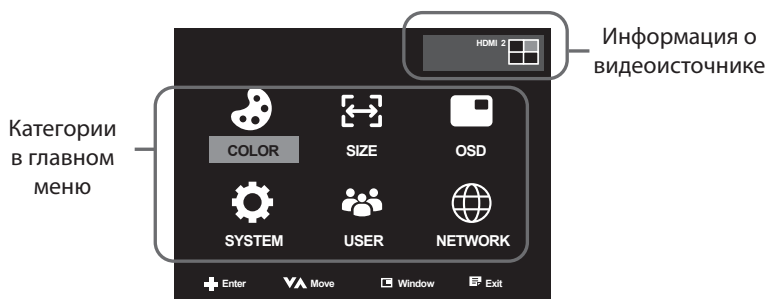 HDMI 2
Информация о
видеоисточнике
Категории
в главном
меню
COLOR SIZE OSD
SYSTEM USER NETWORK
Enter Move Window Exit